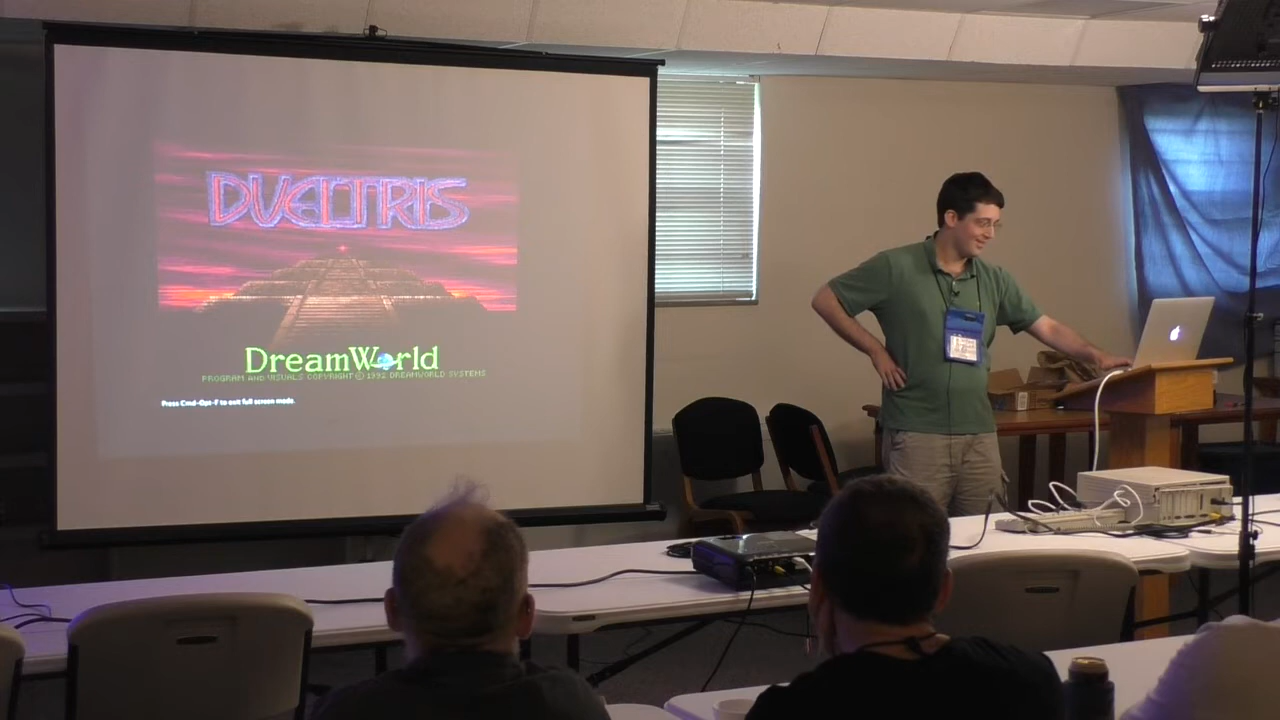 DUELTRIS
DreamWorld
PROGRAM AND VISUALS COPYRIGHT © 1992 DREAMWORLD SYSTEMS
Press Cmd-Opt-F to exit full screen mode.